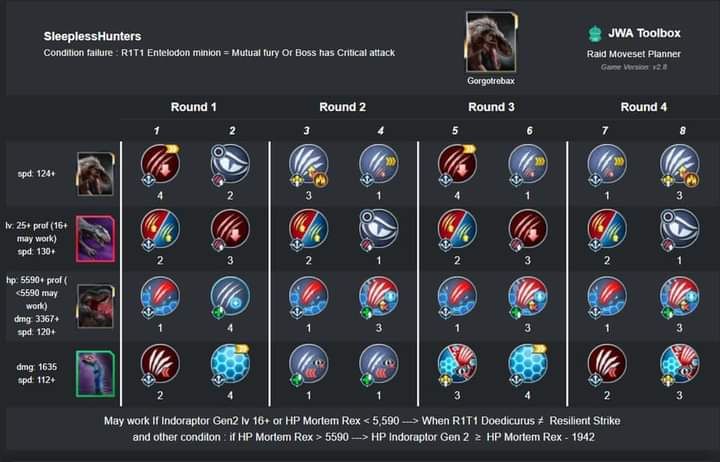 SleeplessHunters
Condition failure : R1T1 Entelodon minion = Mutual fury Or Boss has Critical attack
Gorgotrebax
JWA Toolbox
Raid Moveset Planner
Game Version: v2.8
Round 1 Round 2 Round 3 Round 4
1 2 3 4 5 6 7 8
spd: 124+
4 2 3 1 4 1 1 3
lv: 25+ prof (16+
may work)
spd: 130+
2 3 2 1 2 3 2 1
hp: 5590+ prof (
<5590 may
work)
dmg: 3367+
spd: 120+
1 4 1 3 1 3 1 3
dmg: 1635
spd: 112+
2 4 1 1 3 4 2 3
May work If Indoraptor Gen2 lv 16+ or HP Mortem Rex < 5,590 ---> When R1T1 Doedicurus ≠ Resilient Strike
and other conditon : if HP Mortem Rex > 5590 ---> HP Indoraptor Gen 2 ≥ HP Mortem Rex - 1942